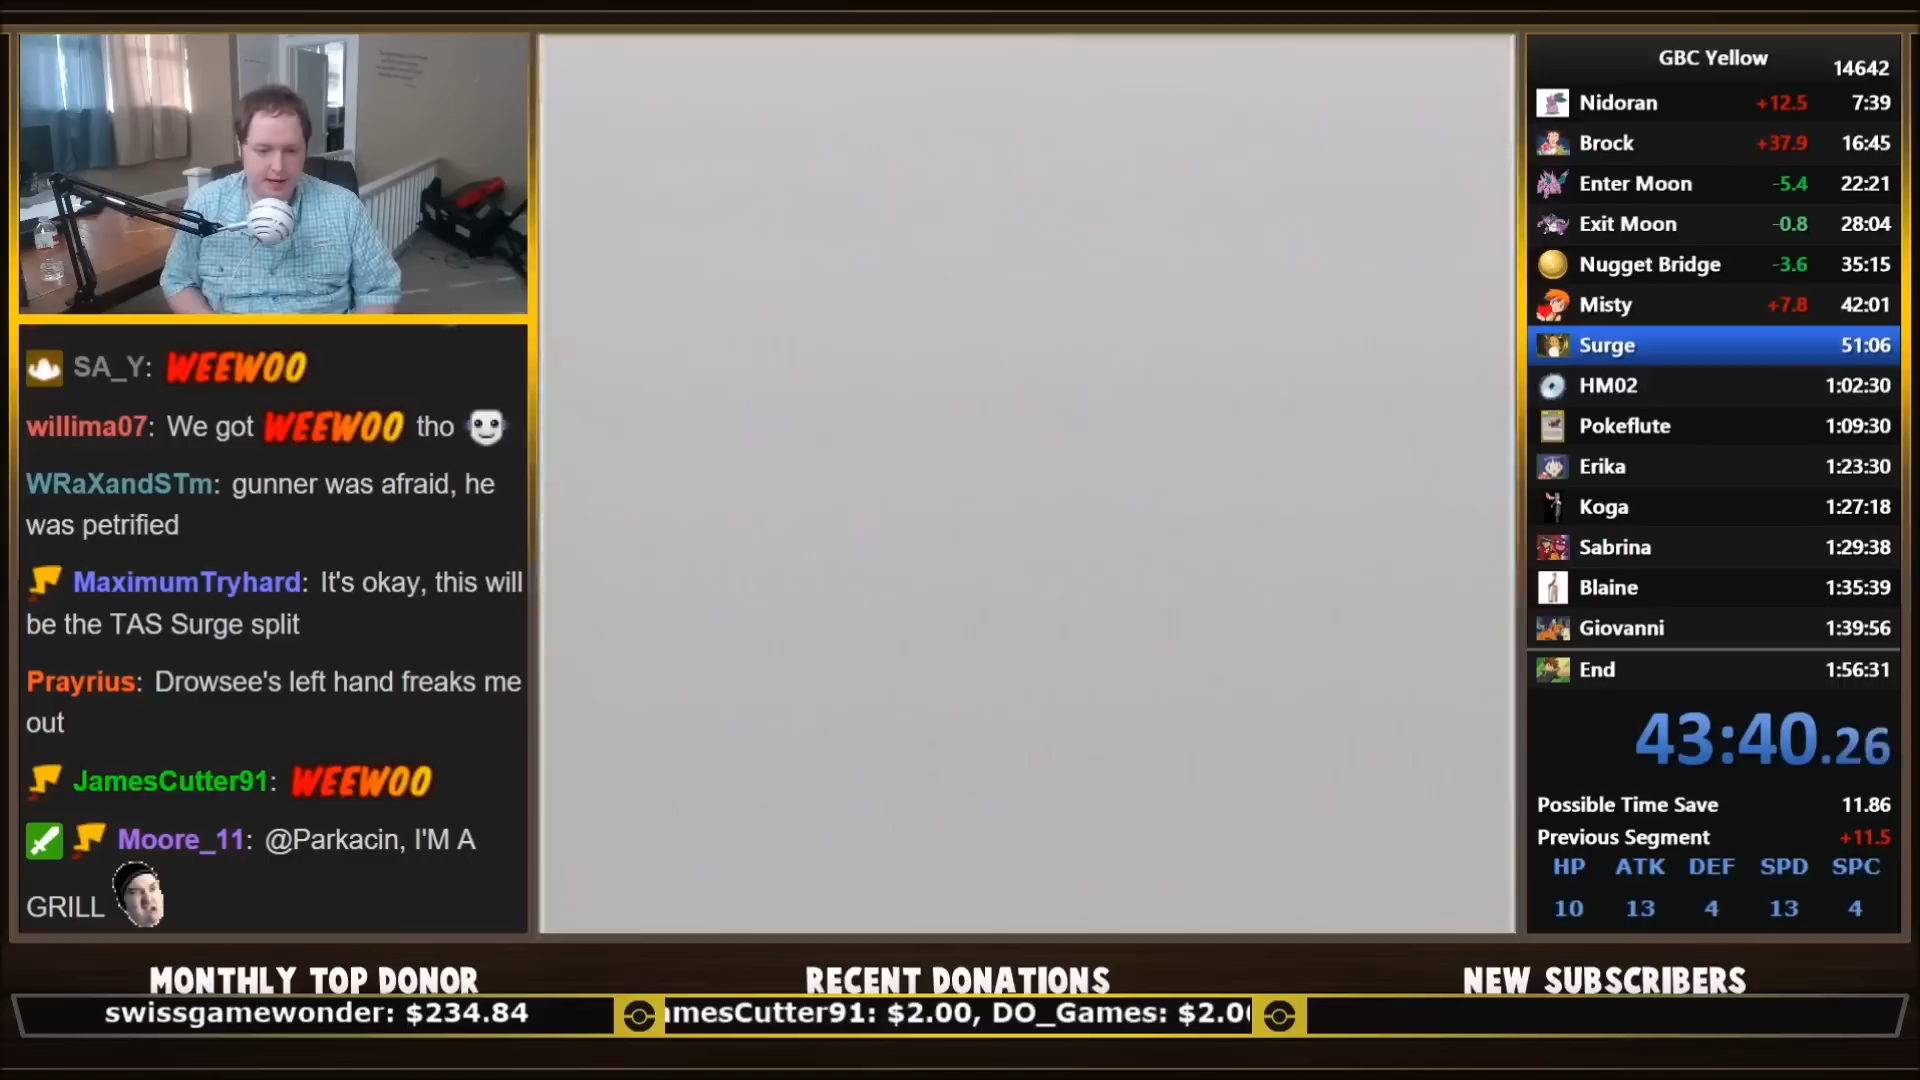 SA_Y: WEEWOO
willima07: We got WEEWOO tho
WRaXandSTm: gunner was afraid, he
was petrified
MaximumTryhard: It's okay, this will
be the TAS Surge split
Prayrius: Drowsee's left hand freaks me
out
JamesCutter91: WEEWOO
Moore_11: @Parkacin, I'M A
GRILL
GBC Yellow 14642
Nidoran +12.5 7:39
Brock +37.9 16:45
Enter Moon -5.4 22:21
Exit Moon -0.8 28:04
Nugget Bridge -3.6 35:15
Misty +7.8 42:01
Surge 51:06
HM02 1:02:30
Pokeflute 1:09:30
Erika 1:23:30
Koga 1:27:18
Sabrina 1:29:38
Blaine 1:35:39
Giovanni 1:39:56
End 1:56:31
43:40.26
Possible Time Save 11.86
Previous Segment +11.5
HP ATK DEF SPD SPC
10 13 4 13 4
MONTHLY TOP DONOR
swissgamewonder: $234.84
RECENT DONATIONS
mesCutter91: $2.00, DO_Games: $2.0
NEW SUBSCRIBERS